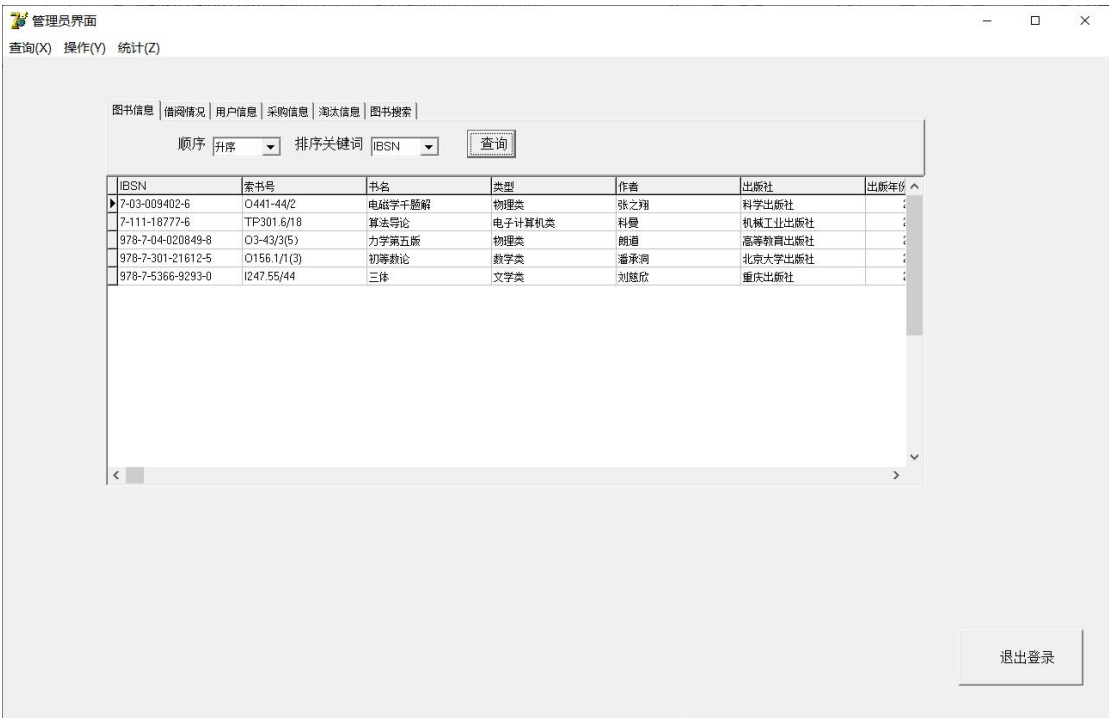 管理员界面
查询(X) 操作(Y) 统计(Z)
图书信息 借阅情况 用户信息 采购信息 淘汰信息 图书搜索
顺序 升序 排序关键词 IBSN 查询
IBSN 索书号 书名 类型 作者 出版社 出版年份
7-03-009402-6 O441-44/2 电磁学千题解 物理类 张之翔 科学出版社
7-111-18777-6 TP301.6/18 算法导论 电子计算机类 科曼 机械工业出版社
978-7-04-020849-8 O3-43/3(5) 力学第五版 物理类 朗道 高等教育出版社
978-7-301-21612-5 O156.1/1(3) 初等数论 数学类 潘承洞 北京大学出版社
978-7-5366-9293-0 I247.55/44 三体 文学类 刘慈欣 重庆出版社
退出登录